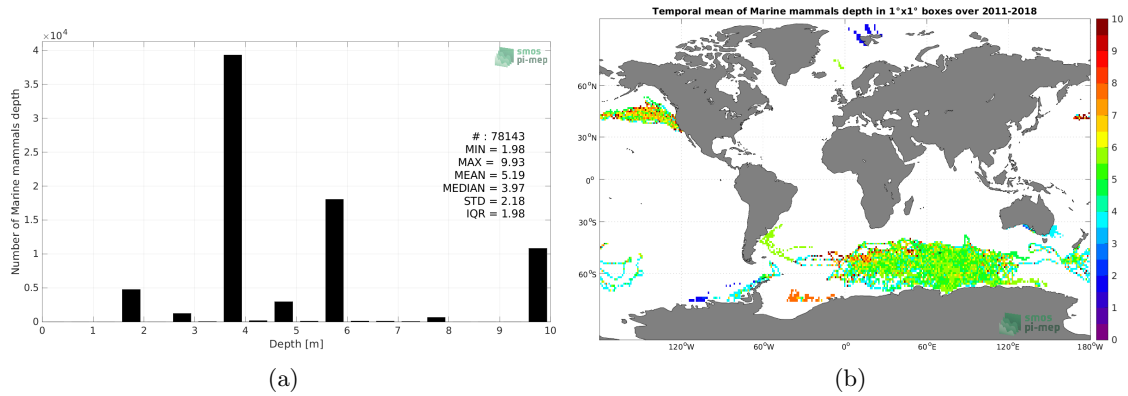 ×10⁴
4
3.5
3
2.5
2
1.5
1
0.5
0
Number of Marine mammals depth
smos
pi-mep
# : 78143
MIN = 1.98
MAX = 9.93
MEAN = 5.19
MEDIAN = 3.97
STD = 2.18
IQR = 1.98
0 1 2 3 4 5 6 7 8 9 10
Depth [m]
(a)
Temporal mean of Marine mammals depth in 1°x1° boxes over 2011-2018
60°N
30°N
0°
30°S
60°S
120°W 60°W 0° 60°E 120°E 180°W
smos
pi-mep
10
9
8
7
6
5
4
3
2
1
0
(b)